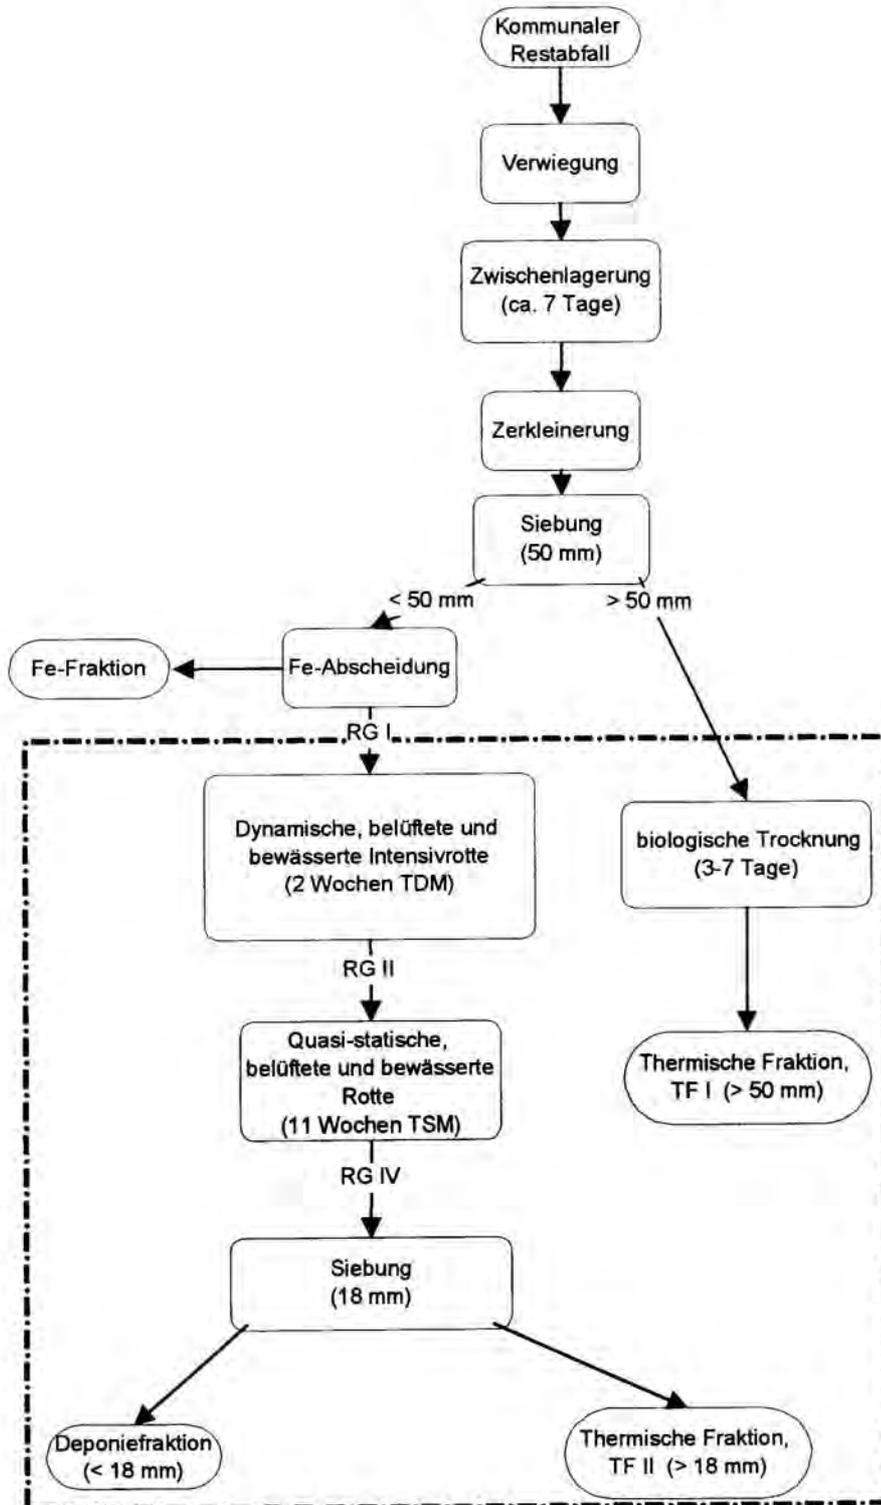 Kommunaler
Restabfall
Verwiegung
Zwischenlagerung
(ca. 7 Tage)
Zerkleinerung
Siebung
(50 mm)
< 50 mm
> 50 mm
Fe-Abscheidung
Fe-Fraktion
RG I
Dynamische, belüftete und
bewässerte Intensivrotte
(2 Wochen TDM)
biologische Trocknung
(3-7 Tage)
RG II
Quasi-statische,
belüftete und bewässerte
Rotte
(11 Wochen TSM)
Thermische Fraktion,
TF I (> 50 mm)
RG IV
Siebung
(18 mm)
Deponiefraktion
(< 18 mm)
Thermische Fraktion,
TF II (> 18 mm)